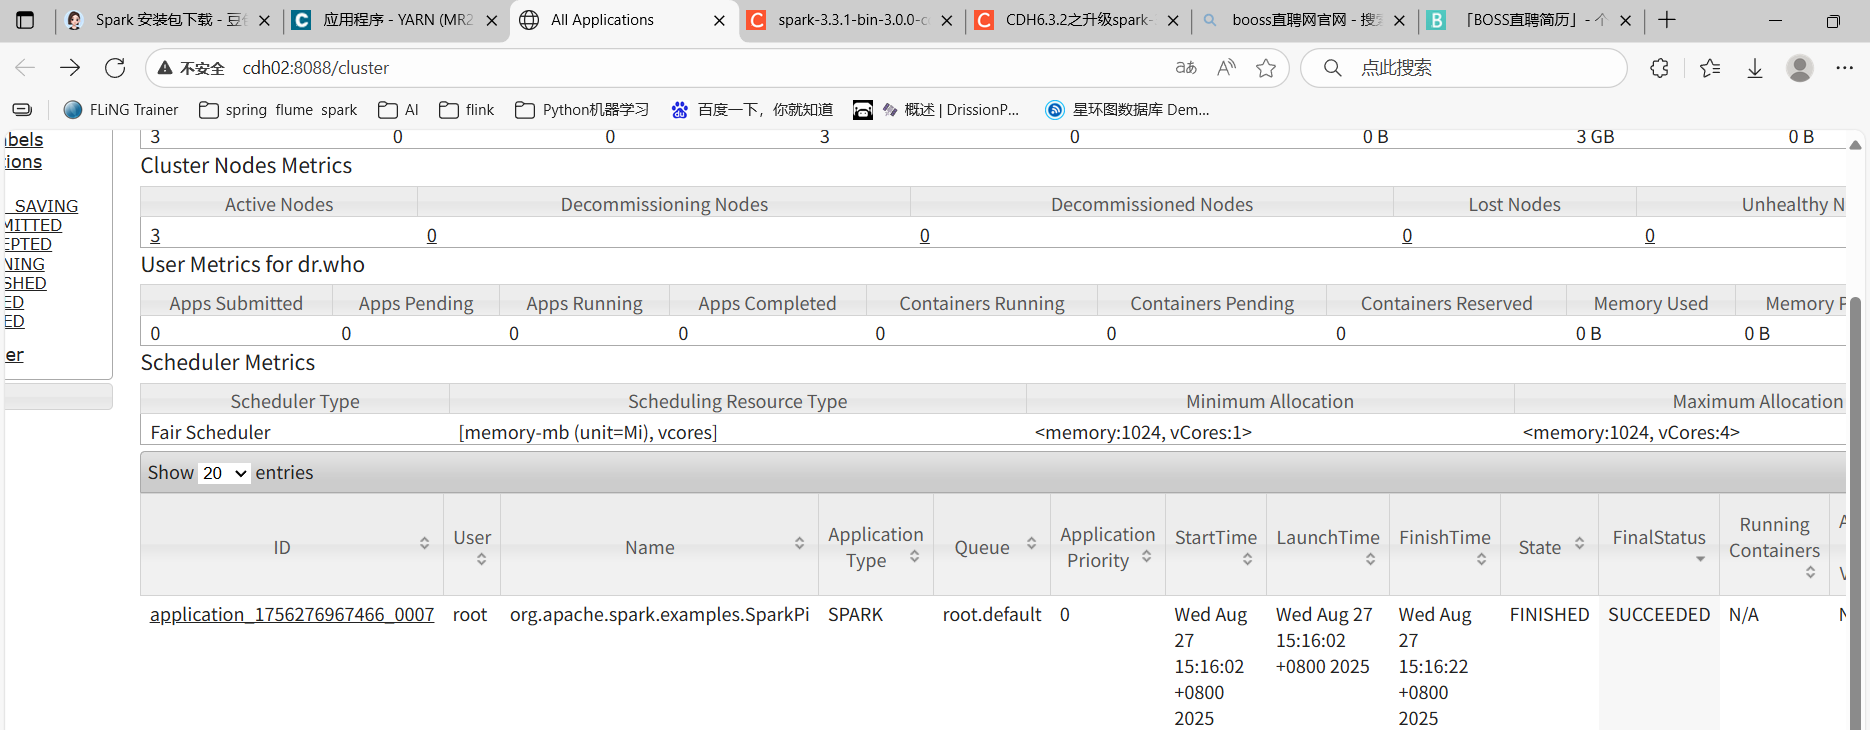 Spark 安装包下载 - 豆
应用程序 - YARN (MR2
All Applications
spark-3.3.1-bin-3.0.0-c
CDH6.3.2之升级spark-
booss直聘网官网 - 搜
「BOSS直聘简历」- 个
不安全 cdh02:8088/cluster
点此搜索
FLiNG Trainer
spring flume spark
AI
flink
Python机器学习
百度一下，你就知道
概述 | DrissionP...
星环图数据库 Dem...
abels
ions
_SAVING
MITTED
EPTED
NING
SHED
ED
ED
er
3 0 0 3 0 0 B 3 GB 0 B
Cluster Nodes Metrics
Active Nodes Decommissioning Nodes Decommissioned Nodes Lost Nodes Unhealthy N
3 0 0 0 0
User Metrics for dr.who
Apps Submitted Apps Pending Apps Running Apps Completed Containers Running Containers Pending Containers Reserved Memory Used Memory P
0 0 0 0 0 0 0 0 B 0 B
Scheduler Metrics
Scheduler Type Scheduling Resource Type Minimum Allocation Maximum Allocation
Fair Scheduler [memory-mb (unit=Mi), vcores] <memory:1024, vCores:1> <memory:1024, vCores:4>
Show 20 entries
ID User Name Application Type Queue Application Priority StartTime LaunchTime FinishTime State FinalStatus Running Containers
application_1756276967466_0007 root org.apache.spark.examples.SparkPi SPARK root.default 0 Wed Aug 27 15:16:02 +0800 2025 Wed Aug 27 15:16:02 +0800 2025 Wed Aug 27 15:16:22 +0800 2025 FINISHED SUCCEEDED N/A